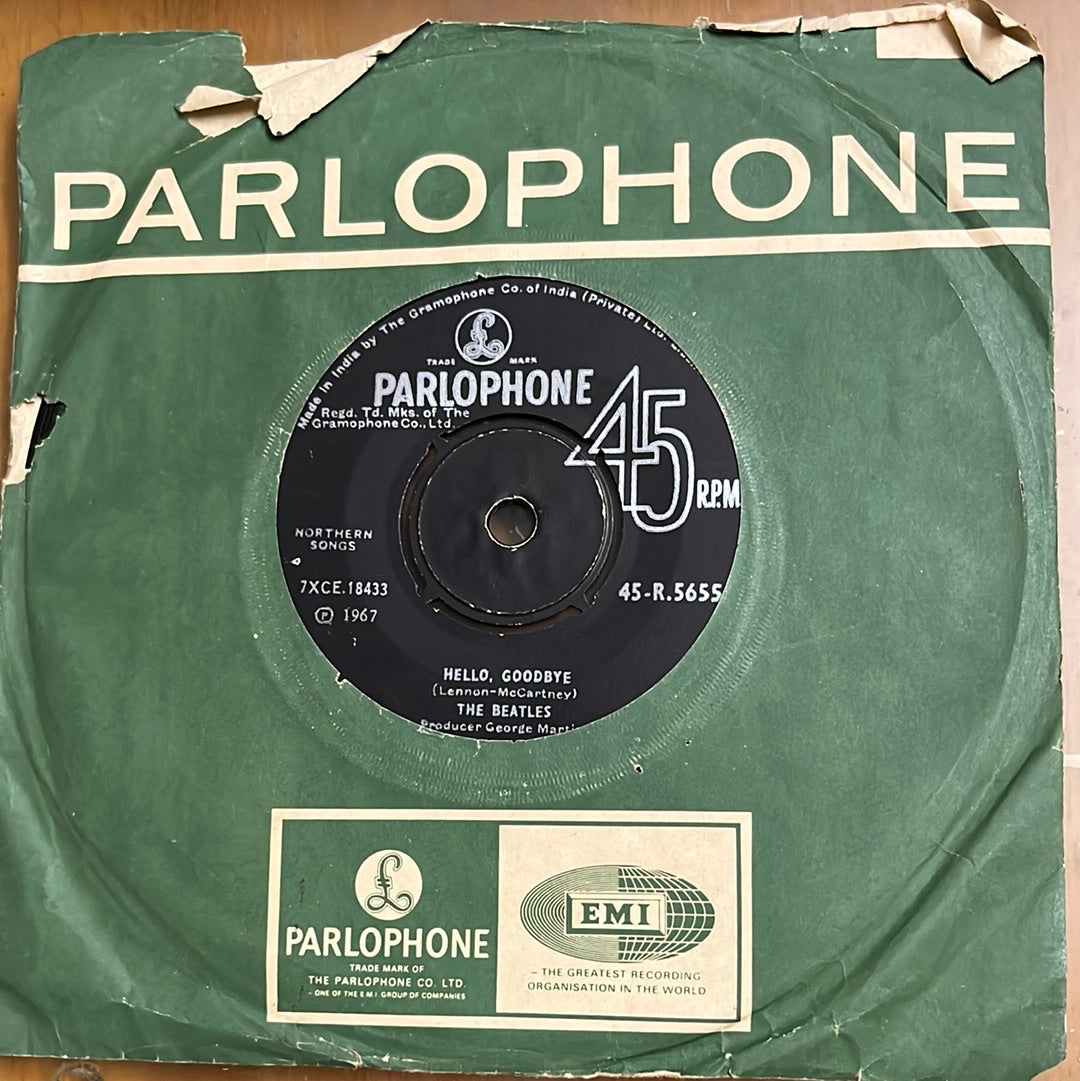 PARLOPHONE
Made in India by The Gramophone Co. of India (Private) Ltd.
£
TRADE MARK
PARLOPHONE
Regd. Td. Mks. of The
Gramophone Co., Ltd.
45
R.P.M
NORTHERN
SONGS
7XCE.18433
45-R.5655
Ⓟ 1967
HELLO, GOODBYE
(Lennon-McCartney)
THE BEATLES
Producer George Marti
£
PARLOPHONE
TRADE MARK OF
THE PARLOPHONE CO. LTD.
- ONE OF THE E M I GROUP OF COMPANIES
EMI
- THE GREATEST RECORDING
ORGANISATION IN THE WORLD